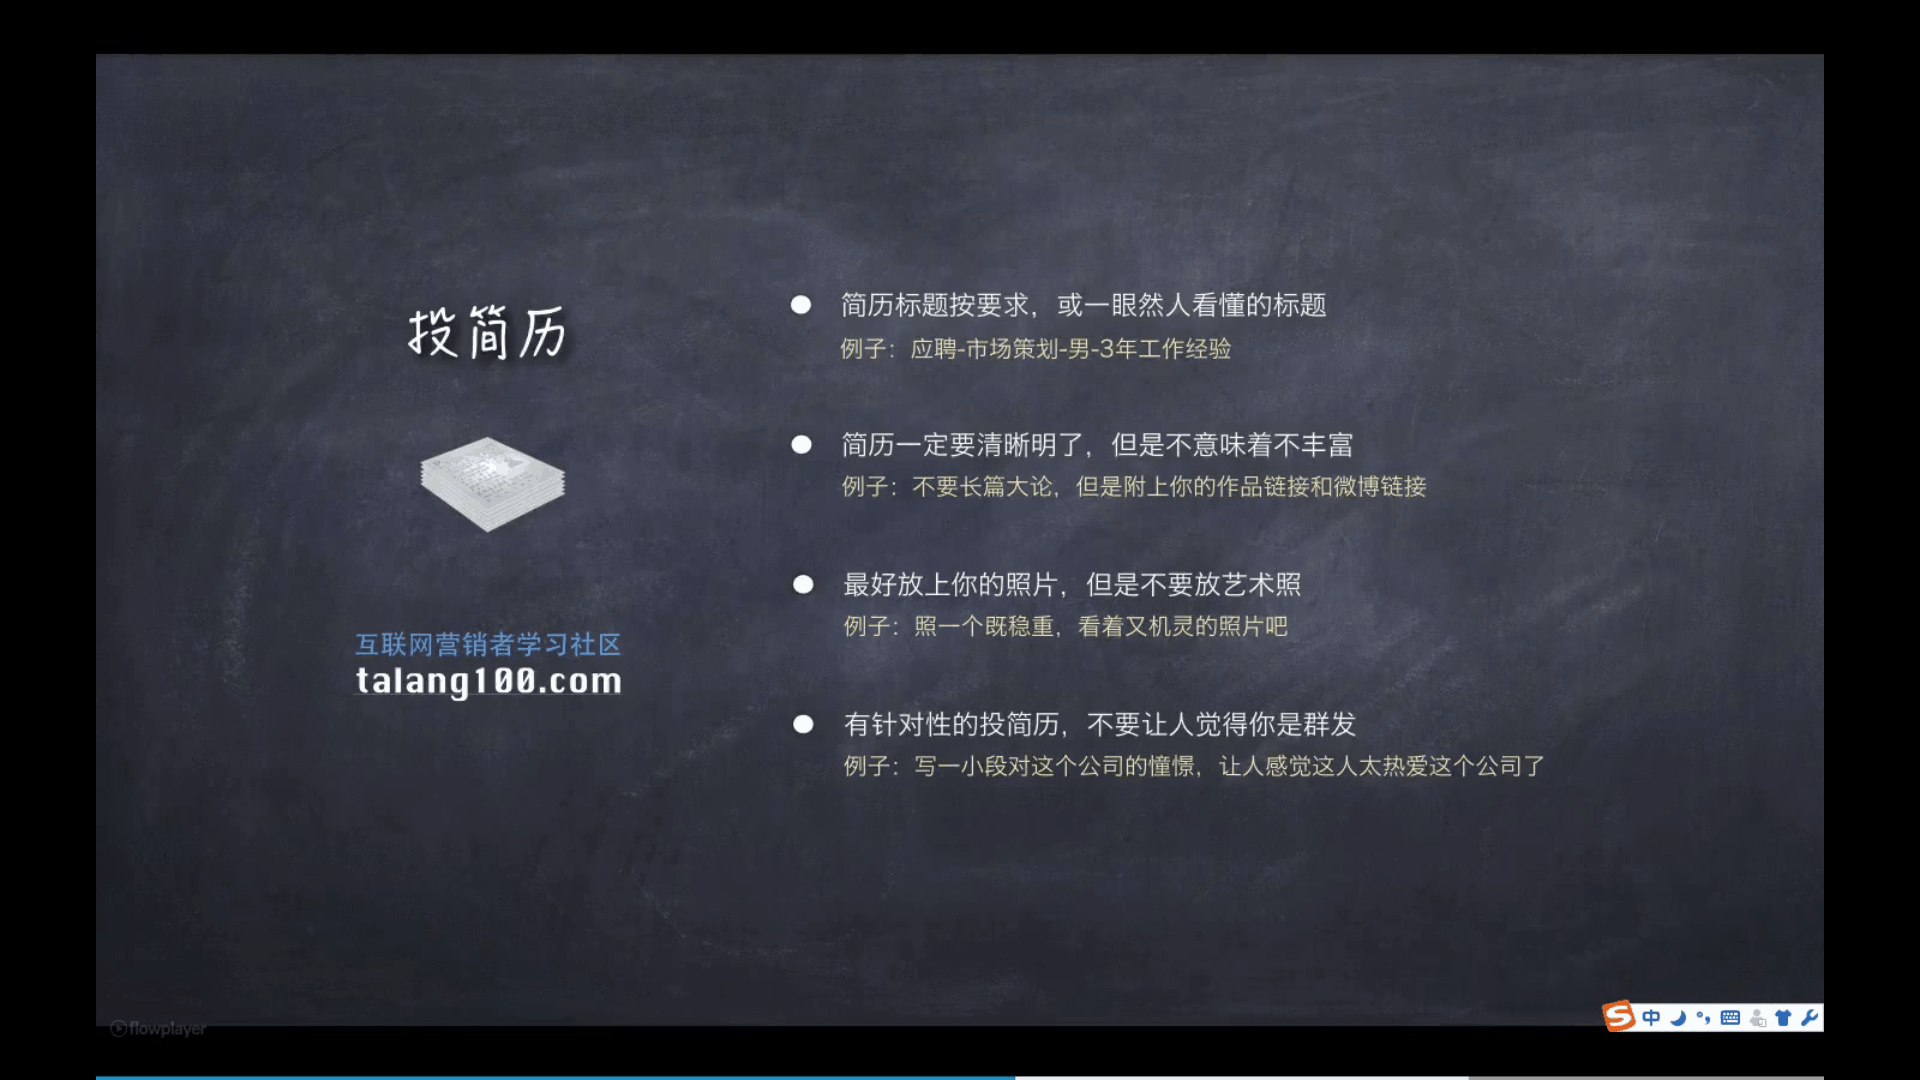 投简历
互联网营销者学习社区
talang100.com
简历标题按要求，或一眼然人看懂的标题
例子：应聘-市场策划-男-3年工作经验
简历一定要清晰明了，但是不意味着不丰富
例子：不要长篇大论，但是附上你的作品链接和微博链接
最好放上你的照片，但是不要放艺术照
例子：照一个既稳重，看着又机灵的照片吧
有针对性的投简历，不要让人觉得你是群发
例子：写一小段对这个公司的憧憬，让人感觉这人太热爱这个公司了
flowplayer
S中